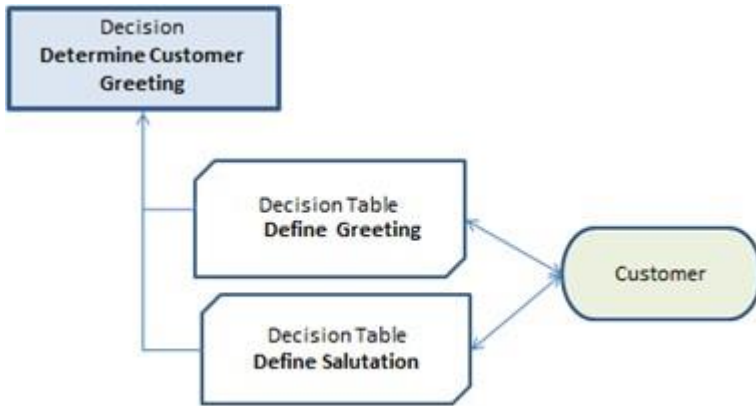 Decision
Determine Customer
Greeting
Decision Table
Define Greeting
Customer
Decision Table
Define Salutation